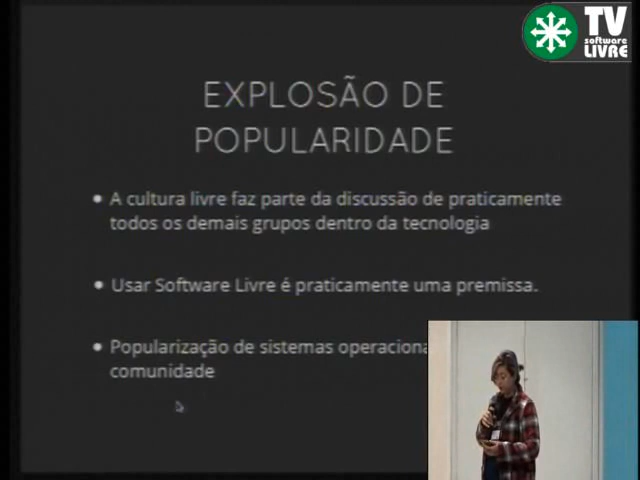 TV
software
LIVRE
EXPLOSÃO DE
POPULARIDADE
A cultura livre faz parte da discussão de praticamente
todos os demais grupos dentro da tecnologia
Usar Software Livre é praticamente uma premissa.
Popularização de sistemas
comunidade